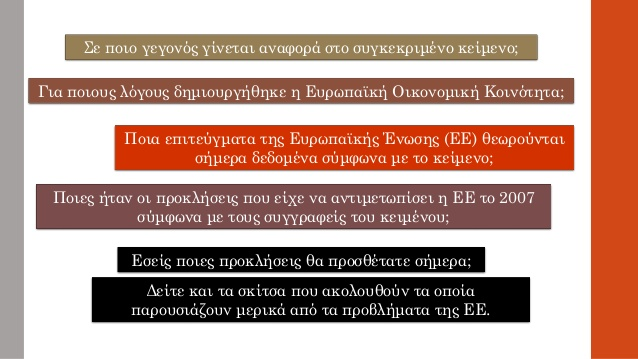 Σε ποιο γεγονός γίνεται αναφορά στο συγκεκριμένο κείμενο;
Για ποιους λόγους δημιουργήθηκε η Ευρωπαϊκή Οικονομική Κοινότητα;
Ποια επιτεύγματα της Ευρωπαϊκής Ένωσης (ΕΕ) θεωρούνται
σήμερα δεδομένα σύμφωνα με το κείμενο;
Ποιες ήταν οι προκλήσεις που είχε να αντιμετωπίσει η ΕΕ το 2007
σύμφωνα με τους συγγραφείς του κειμένου;
Εσείς ποιες προκλήσεις θα προσθέτατε σήμερα;
Δείτε και τα σκίτσα που ακολουθούν τα οποία
παρουσιάζουν μερικά από τα προβλήματα της ΕΕ.